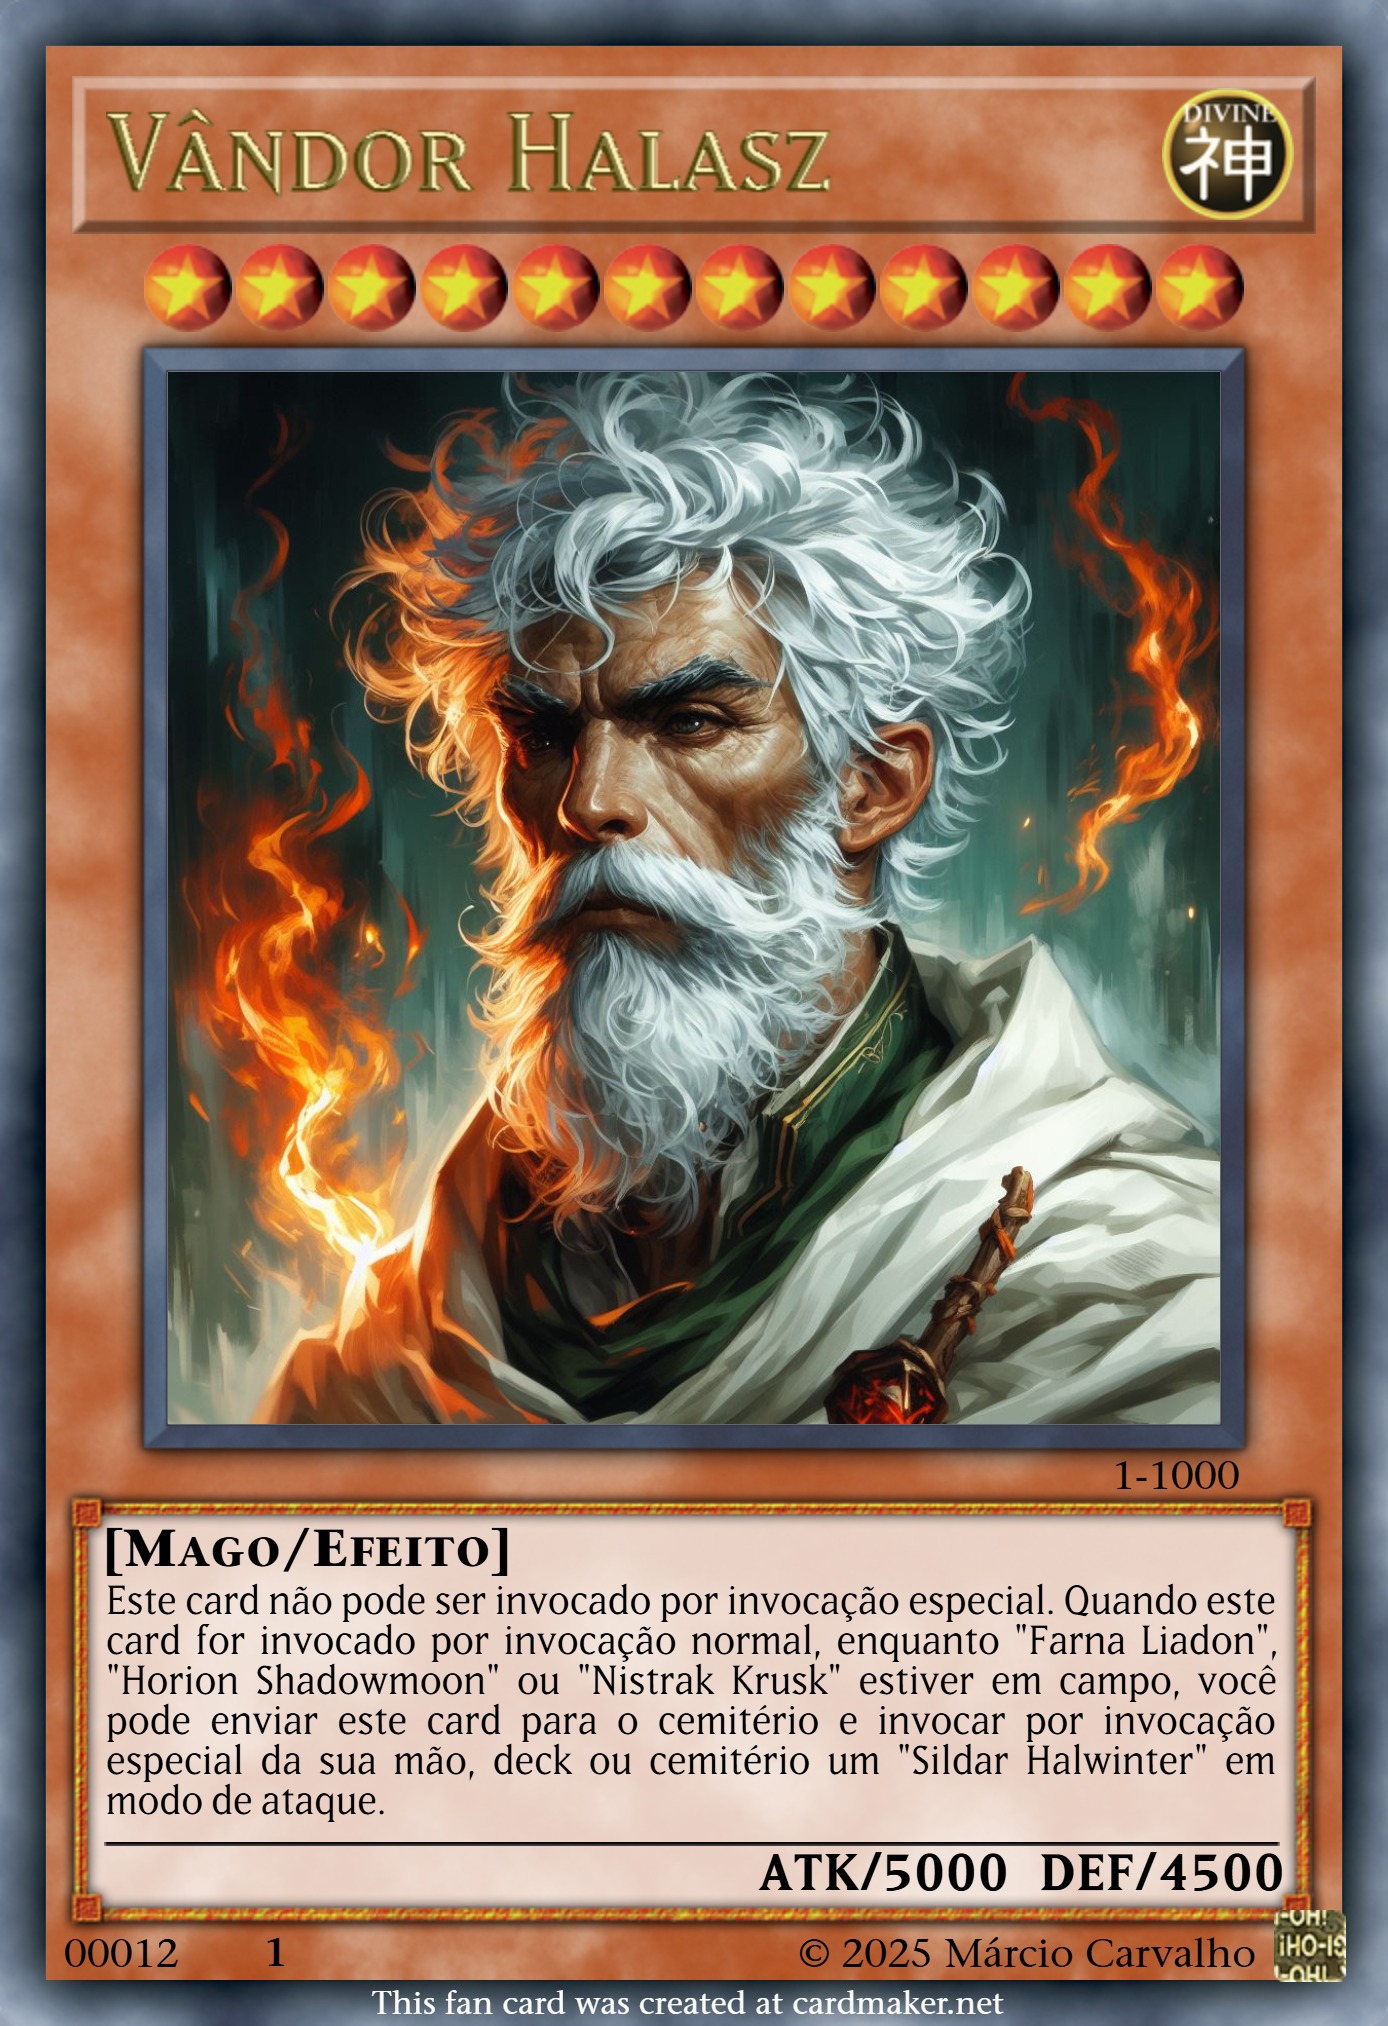 Vândor Halasz
DIVINE
神
1-1000
[Mago/Efeito]
Este card não pode ser invocado por invocação especial. Quando este
card for invocado por invocação normal, enquanto "Farna Liadon",
"Horion Shadowmoon" ou "Nistrak Krusk" estiver em campo, você
pode enviar este card para o cemitério e invocar por invocação
especial da sua mão, deck ou cemitério um "Sildar Halwinter" em
modo de ataque.
ATK/5000 DEF/4500
00012 1 © 2025 Márcio Carvalho
This fan card was created at cardmaker.net